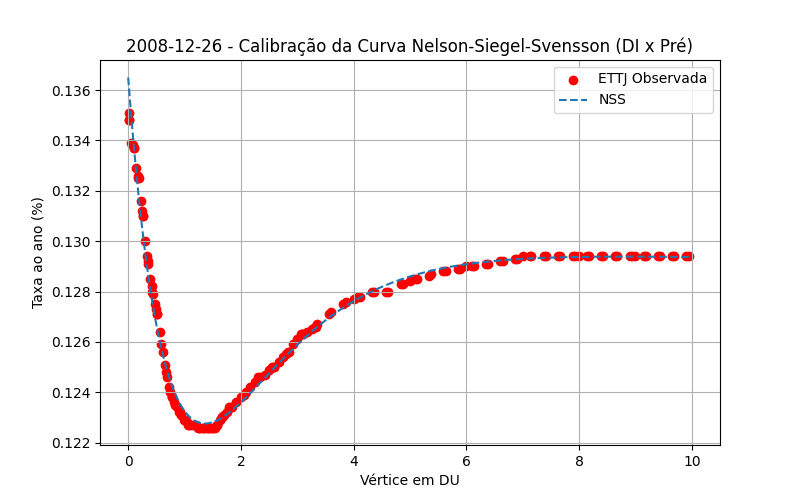 2008-12-26 - Calibração da Curva Nelson-Siegel-Svensson (DI x Pré)
ETTJ Observada
NSS
Taxa ao ano (%)
0.136
0.134
0.132
0.130
0.128
0.126
0.124
0.122
0 2 4 6 8 10
Vértice em DU